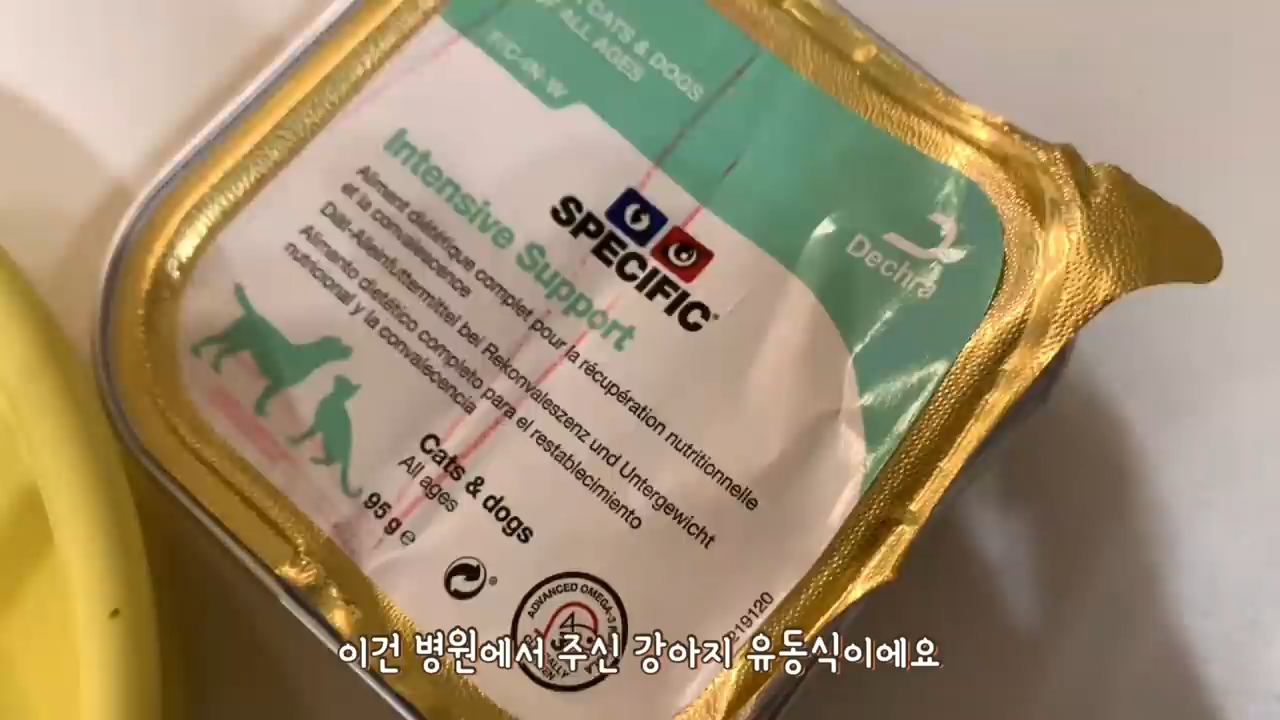 CATS & DOGS
OF ALL AGES
F/C-IN-W
SPECIFIC
Dechra
Intensive Support
Aliment diététique complet pour la récupération nutritionnelle
et la convalescence
Diät-Alleinfuttermittel bei Rekonvaleszenz und Untergewicht
Alimento dietético completo para el restablecimiento
nutricional y la convalecencia
Cats & dogs
All ages
95 g e
ADVANCED OMEGA-3
219120
이건 병원에서 주신 강아지 유동식이에요